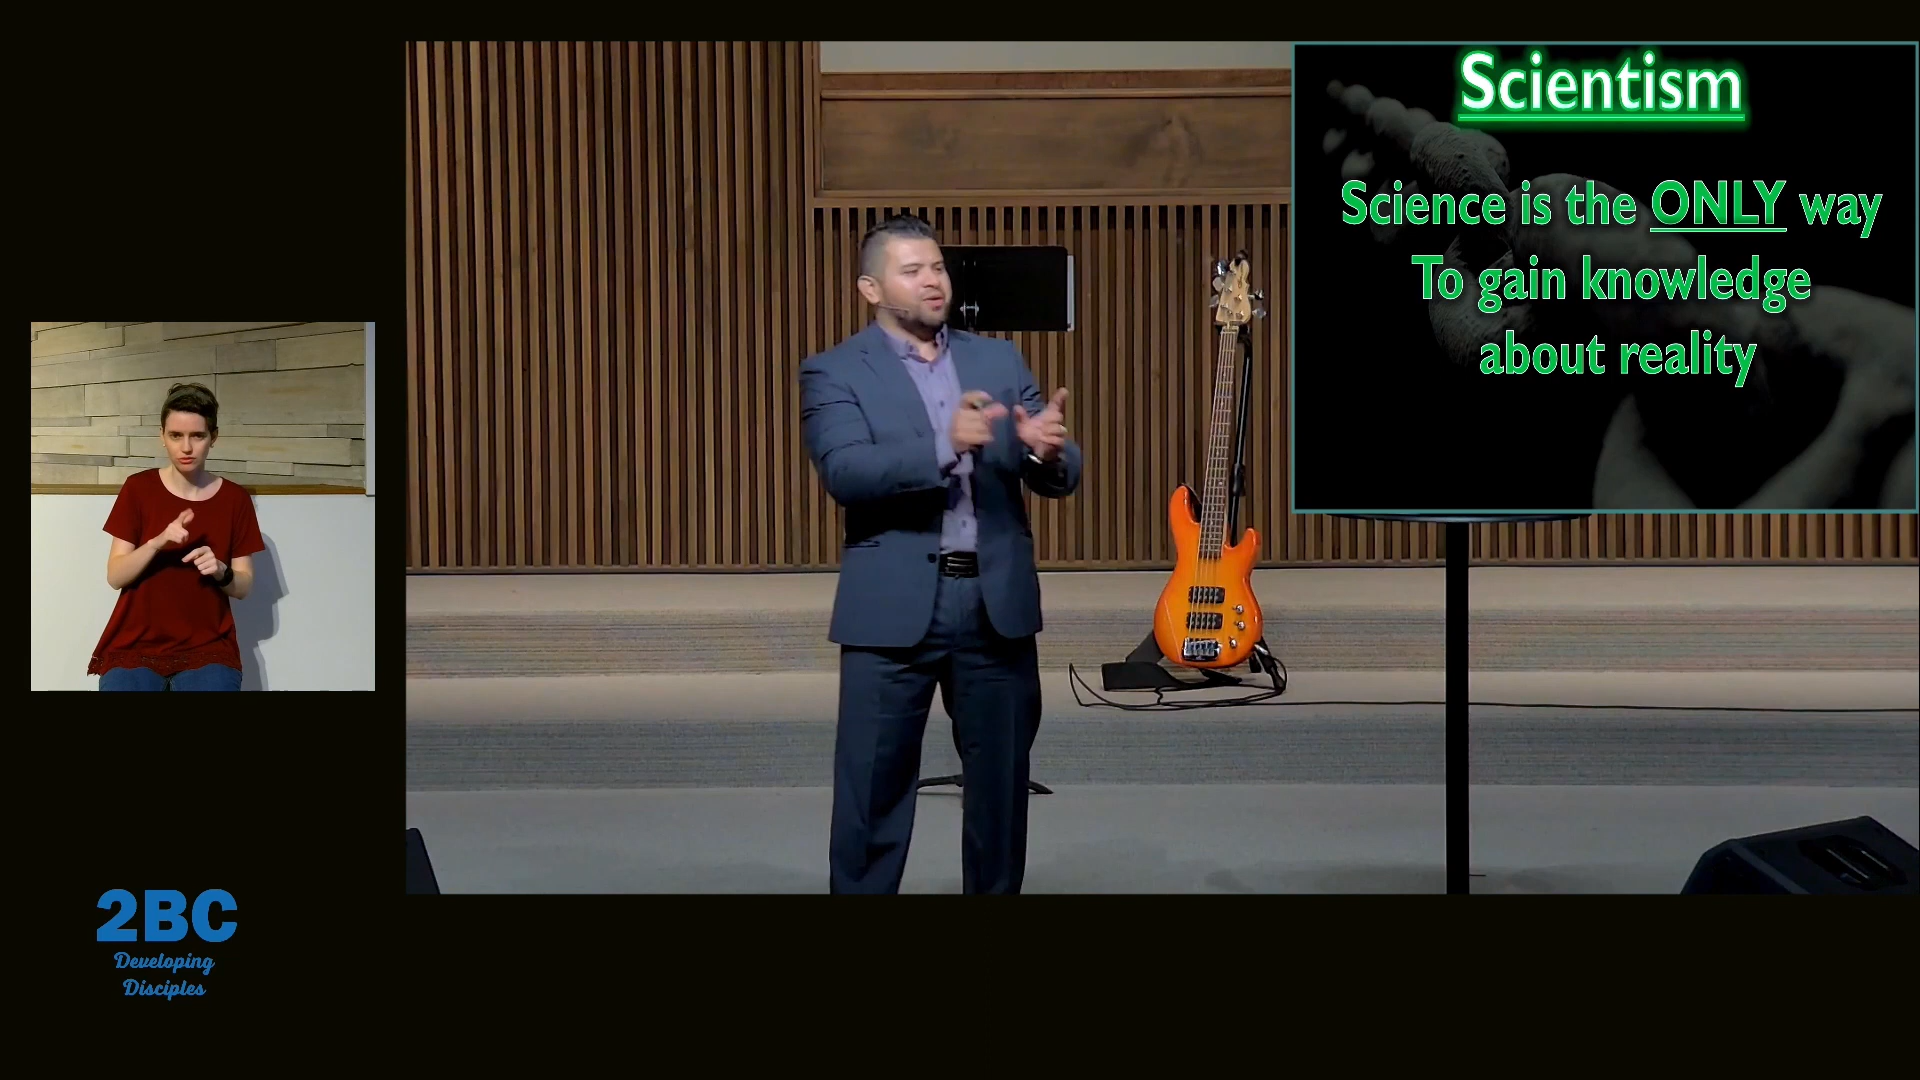 Scientism
Science is the ONLY way
To gain knowledge
about reality
2BC
Developing
Disciples